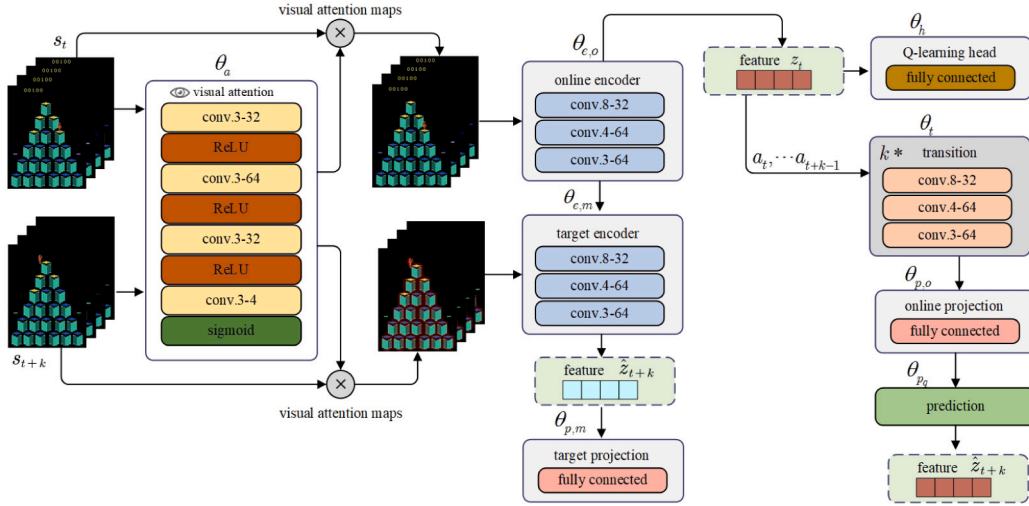 visual attention maps
s_t
00100
00100
×
θ_a
visual attention
conv.3-32
ReLU
conv.3-64
ReLU
conv.3-32
ReLU
conv.3-4
sigmoid
s_{t+k}
×
visual attention maps
θ_{e,o}
online encoder
conv.8-32
conv.4-64
conv.3-64
θ_{e,m}
target encoder
conv.8-32
conv.4-64
conv.3-64
feature ẑ_{t+k}
θ_{p,m}
target projection
fully connected
feature z_t
θ_h
Q-learning head
fully connected
a_t, ⋯ a_{t+k−1}
θ_t
k * transition
conv.8-32
conv.4-64
conv.3-64
θ_{p,o}
online projection
fully connected
θ_{p_q}
prediction
feature ẑ_{t+k}